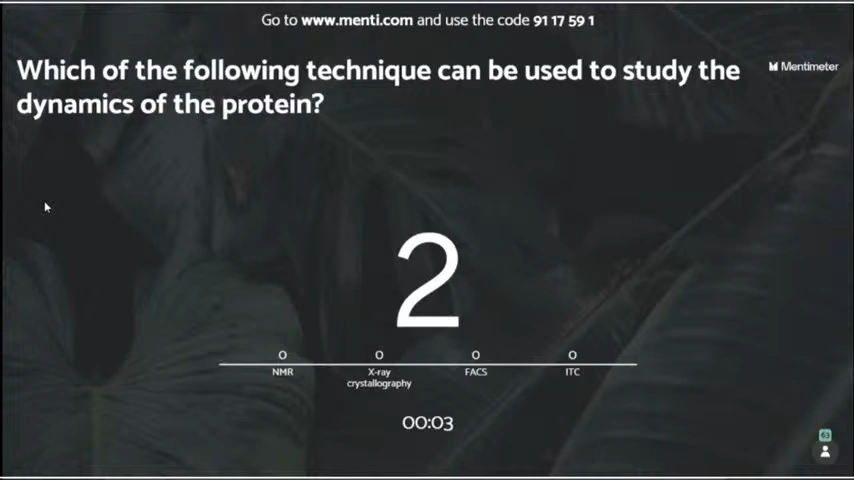 Go to www.menti.com and use the code 91 17 59 1
Which of the following technique can be used to study the
dynamics of the protein?
Mentimeter
2
0 0 0 0
NMR X-ray crystallography FACS ITC
00:03
63